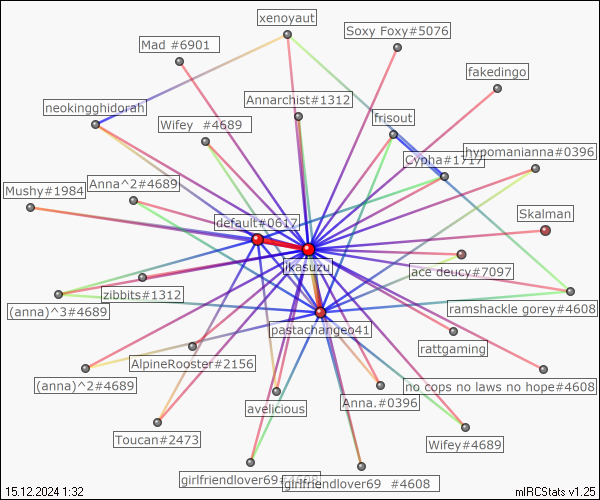 xenoyaut
Soxy Foxy#5076
Mad #6901
fakedingo
Annarchist#1312
neokingghidorah
frisout
Wifey  #4689
hypomanianna#0396
Cypha#1717
Anna^2#4689
Mushy#1984
Skalman
default#0612
ikasuzu
ace deucy#7097
zibbits#1312
(anna)^3#4689
ramshackle gorey#4608
pastachangeo41
rattgaming
AlpineRooster#2156
(anna)^2#4689
no cops no laws no hope#4608
Anna.#0396
avelicious
Toucan#2473
Wifey#4689
girlfriendlover69#4608
girlfriendlover69  #4608
15.12.2024 1:32
mIRCStats v1.25